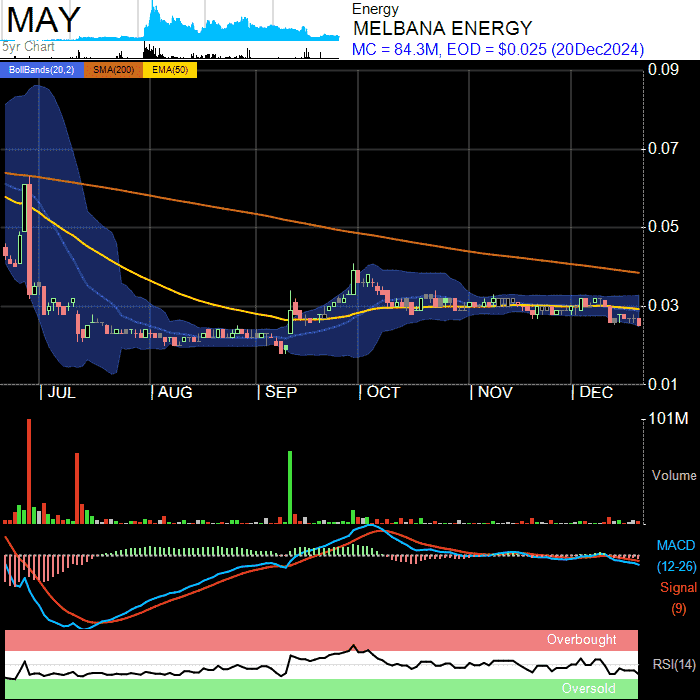 MAY
5yr Chart
Energy
MELBANA ENERGY
MC = 84.3M, EOD = $0.025 (20Dec2024)
BollBands(20,2) SMA(200) EMA(50)
0.09
0.07
0.05
0.03
0.01
JUL AUG SEP OCT NOV DEC
101M
Volume
MACD
(12-26)
Signal
(9)
Overbought
RSI(14)
Oversold